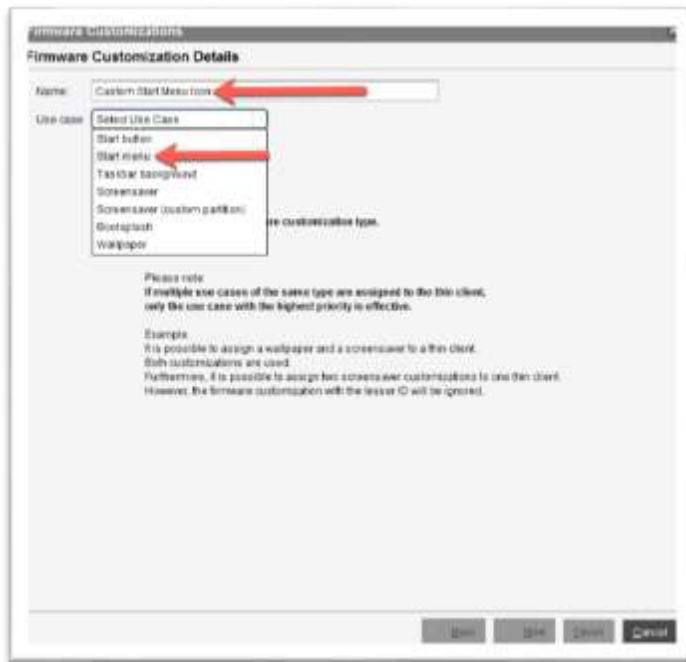 Firmware Customizations
Firmware Customization Details
Name Custom Start Menu Icon
Use case Select Use Case
Start button
Start menu
Taskbar background
Screensaver
Screensaver (custom partition)
Bootsplash
Wallpaper
re customization type.
Please note
If multiple use cases of the same type are assigned to the thin client,
only the use case with the highest priority is effective.
Example
It is possible to assign a wallpaper and a screensaver to a thin client.
Both customizations are used.
Furthermore, it is possible to assign two screensaver customizations to one thin client.
However, the firmware customization with the lesser ID will be ignored.
Cancel